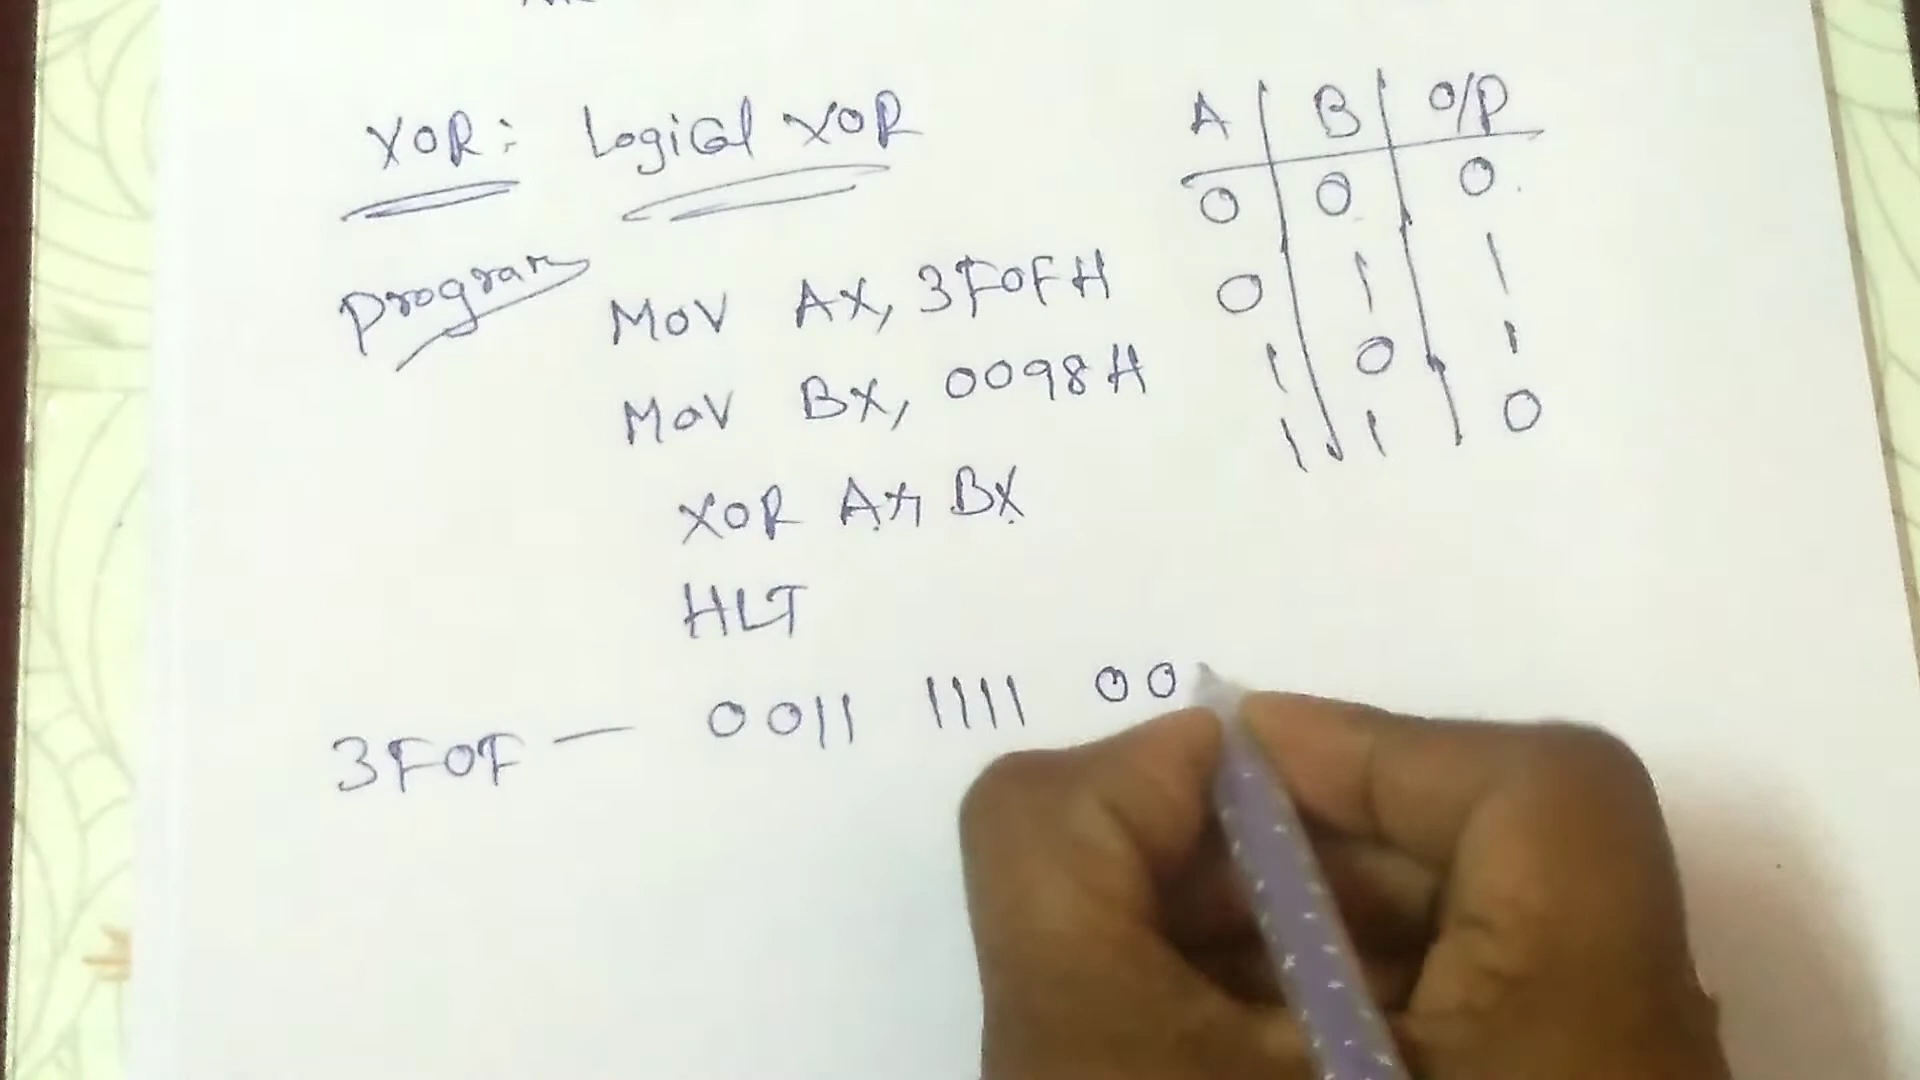 XOR: Logical XOR
A B O/P
0 0 0
0 1 1
1 0 1
1 1 0
Program
MOV AX, 3F0FH
MOV BX, 0098H
XOR AX, BX
HLT
3F0F — 0011 1111 00